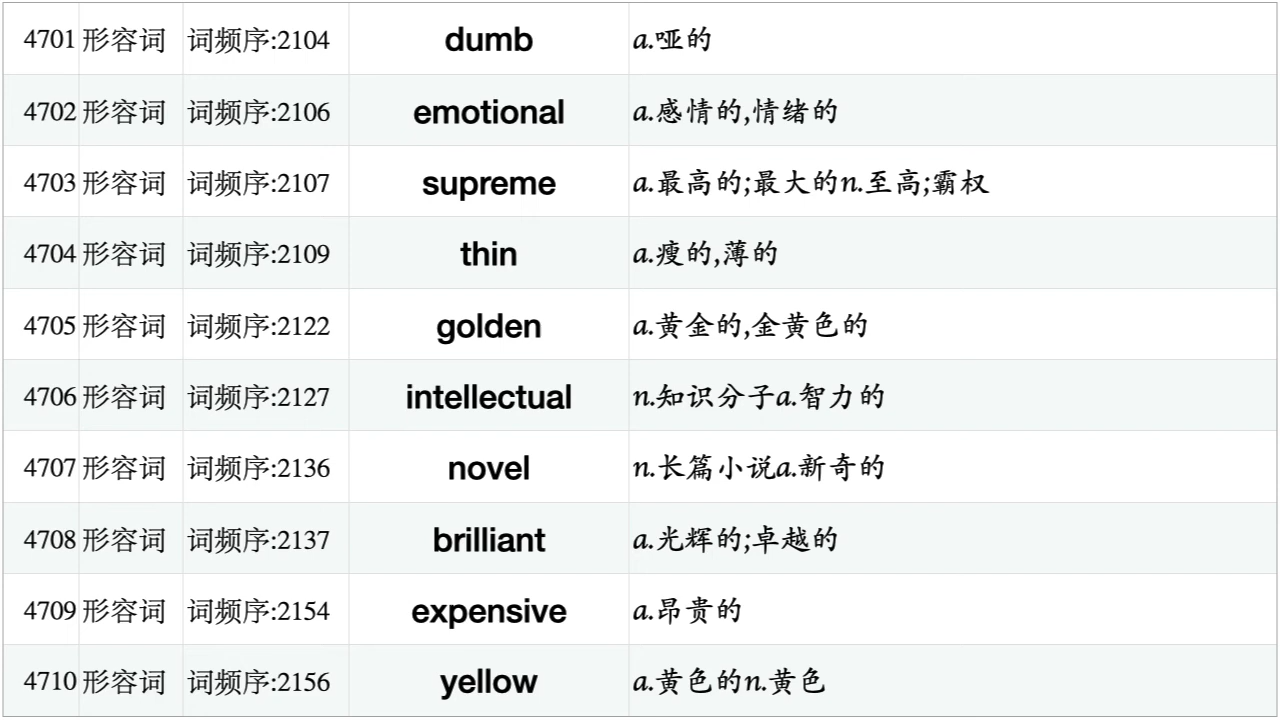 4701 形容词 词频序:2104 dumb a.哑的
4702 形容词 词频序:2106 emotional a.感情的,情绪的
4703 形容词 词频序:2107 supreme a.最高的;最大的n.至高;霸权
4704 形容词 词频序:2109 thin a.瘦的,薄的
4705 形容词 词频序:2122 golden a.黄金的,金黄色的
4706 形容词 词频序:2127 intellectual n.知识分子a.智力的
4707 形容词 词频序:2136 novel n.长篇小说a.新奇的
4708 形容词 词频序:2137 brilliant a.光辉的;卓越的
4709 形容词 词频序:2154 expensive a.昂贵的
4710 形容词 词频序:2156 yellow a.黄色的n.黄色